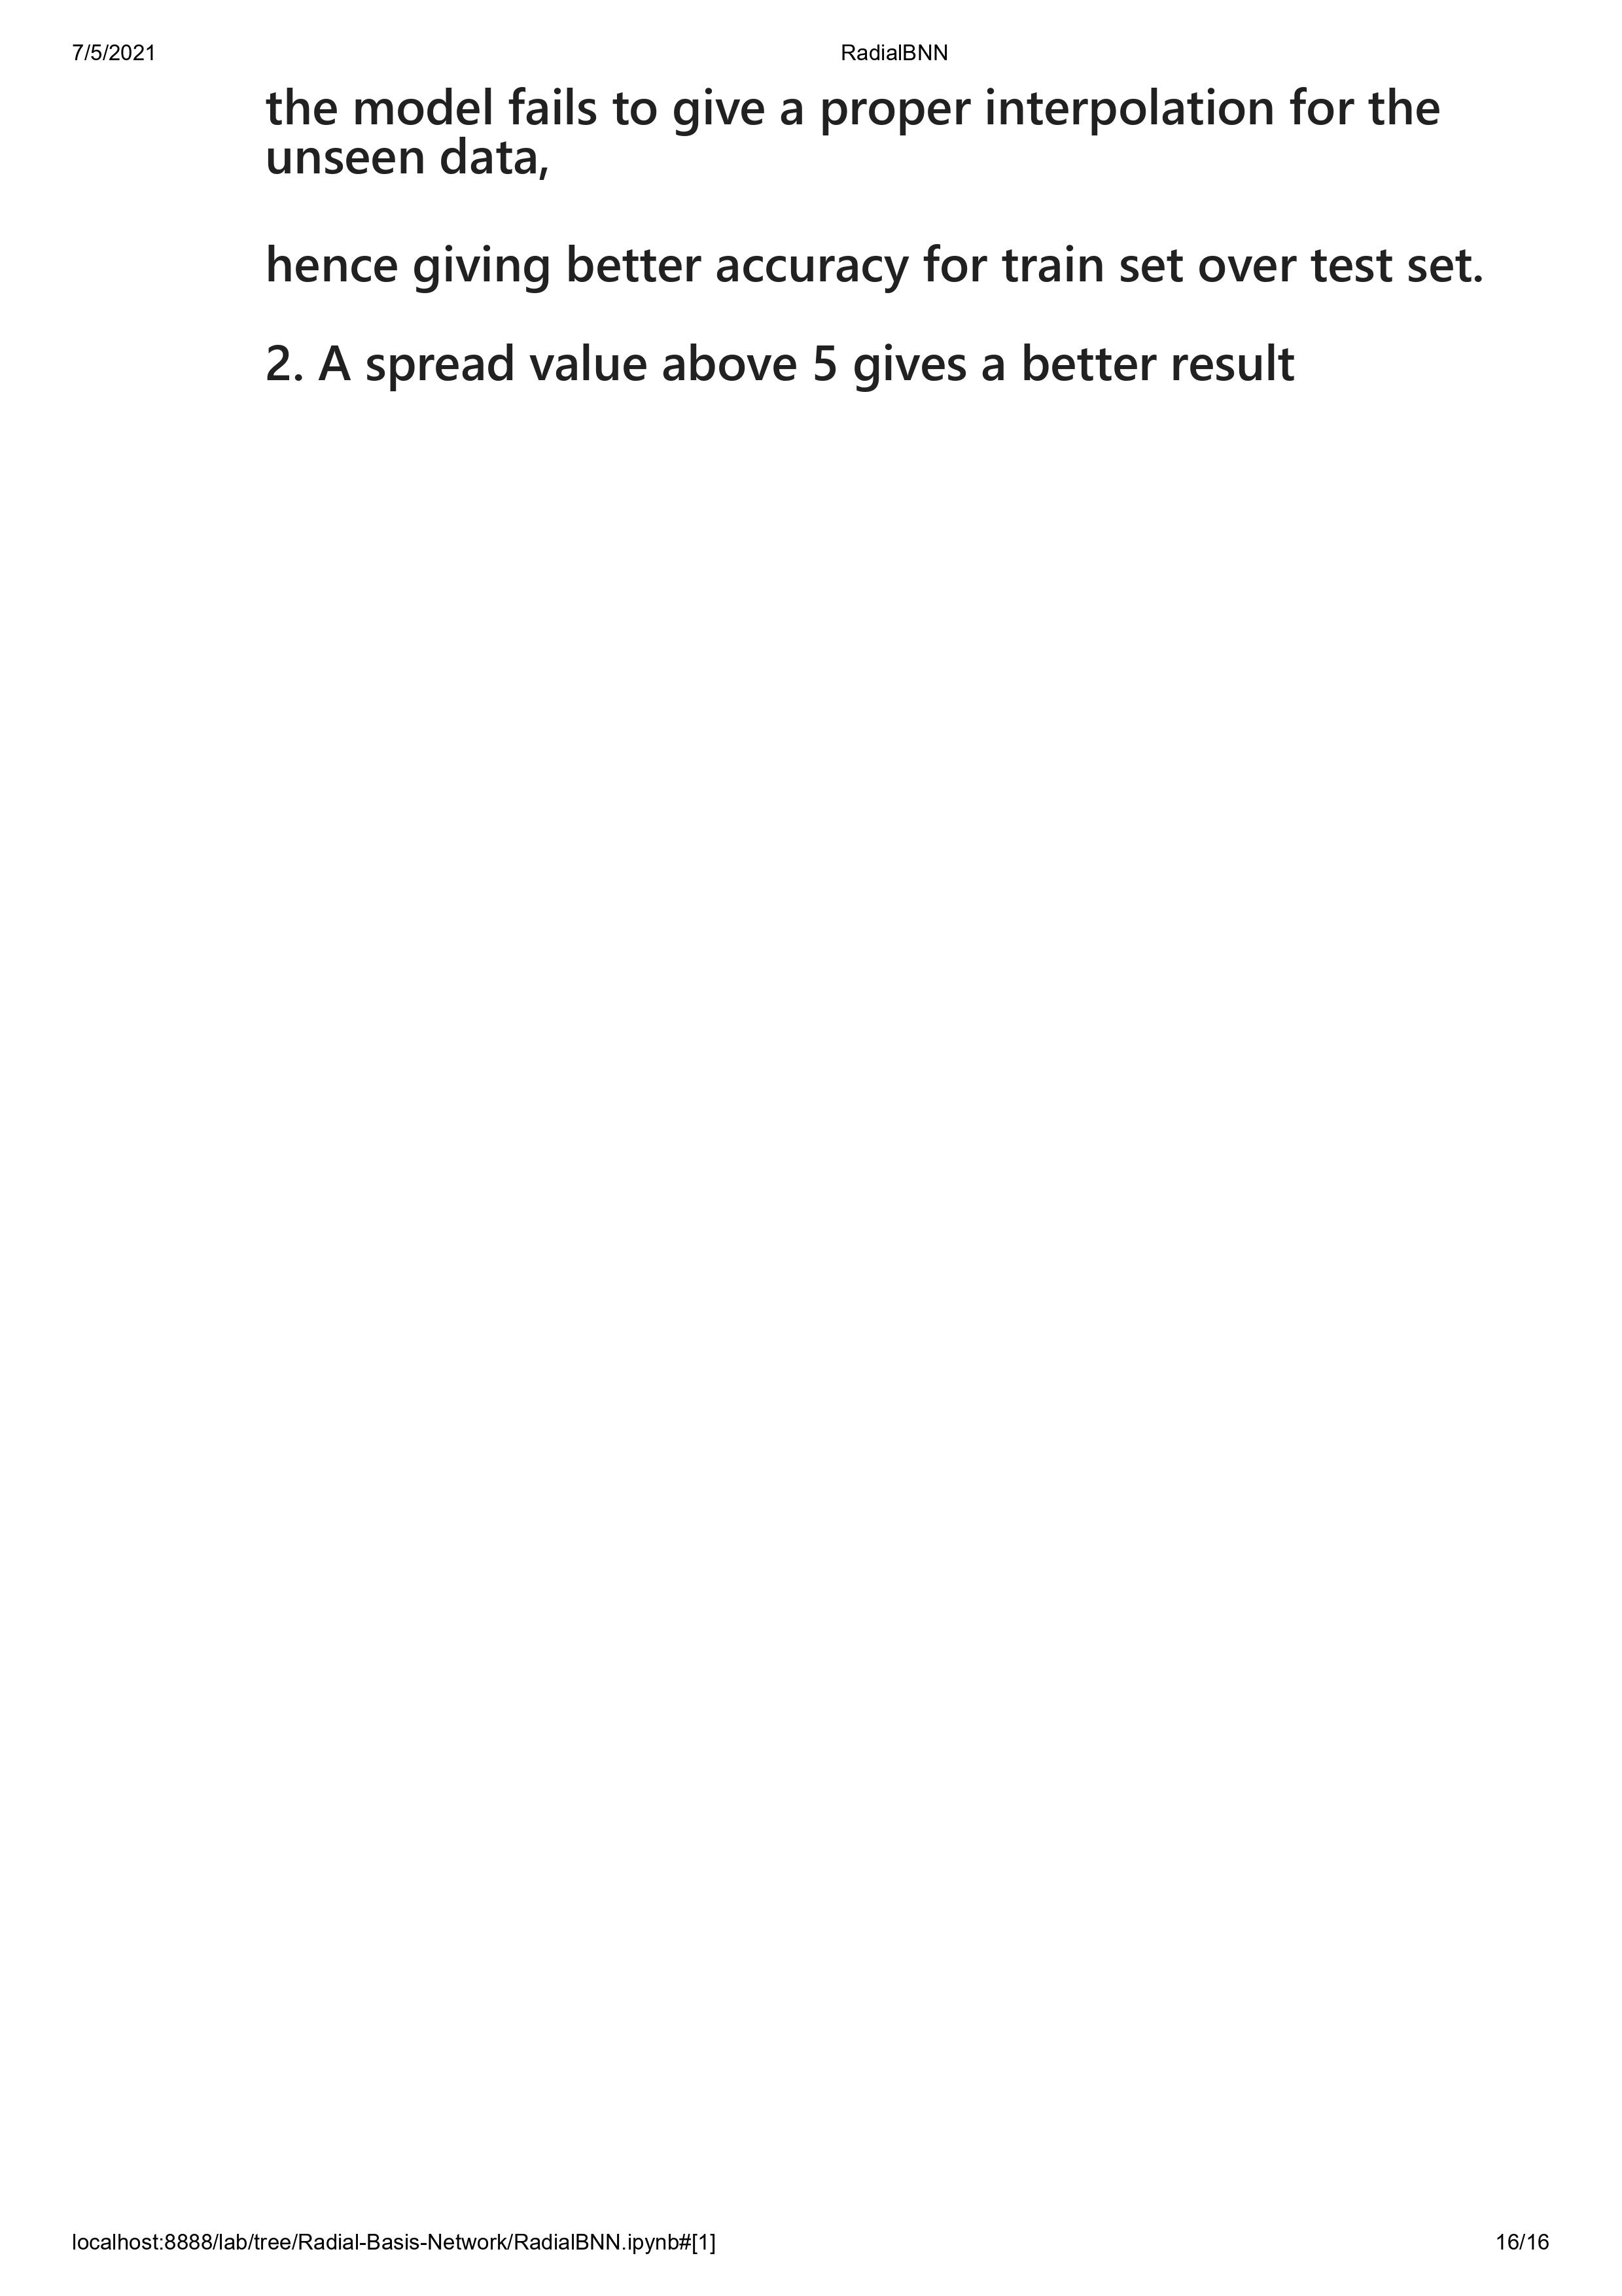 7/5/2021 RadialBNN
the model fails to give a proper interpolation for the
unseen data,
hence giving better accuracy for train set over test set.
2. A spread value above 5 gives a better result
localhost:8888/lab/tree/Radial-Basis-Network/RadialBNN.ipynb#[1] 16/16